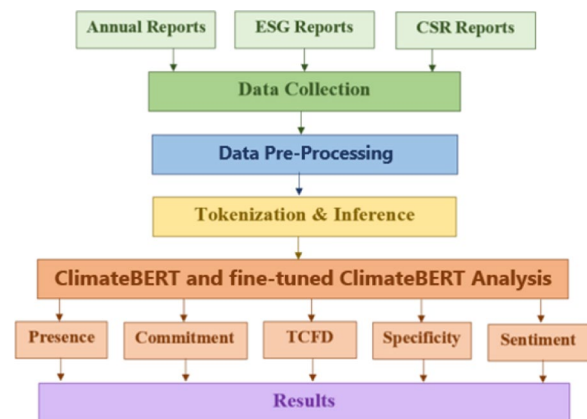 Annual Reports
ESG Reports
CSR Reports
Data Collection
Data Pre-Processing
Tokenization & Inference
ClimateBERT and fine-tuned ClimateBERT Analysis
Presence
Commitment
TCFD
Specificity
Sentiment
Results